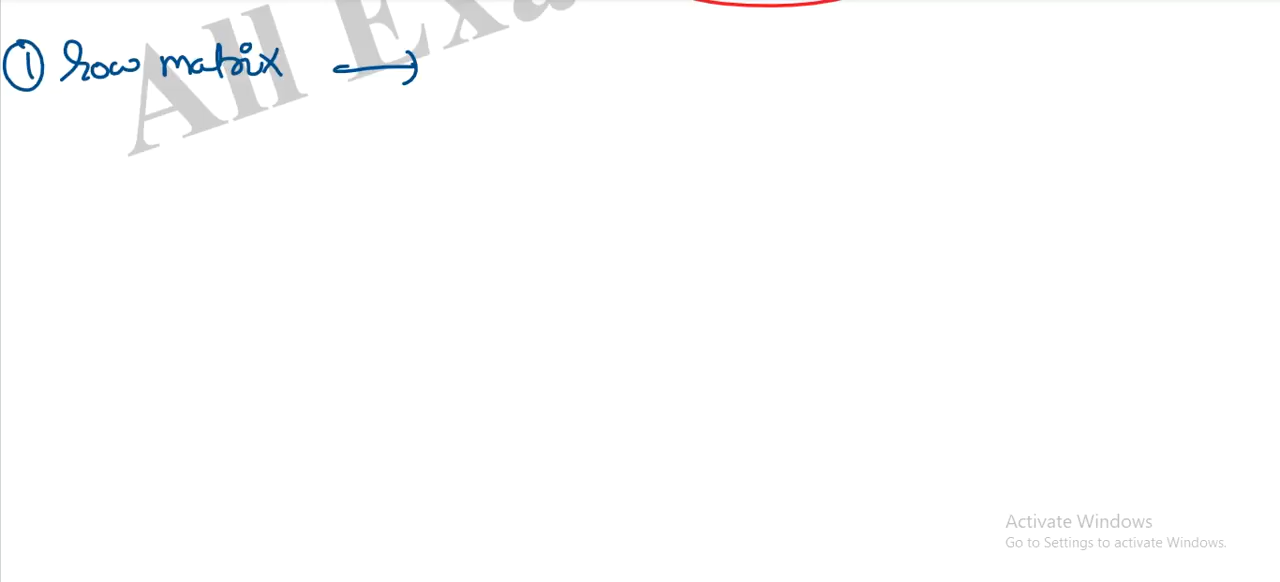 All Exa
① row matrix →
Activate Windows
Go to Settings to activate Windows.